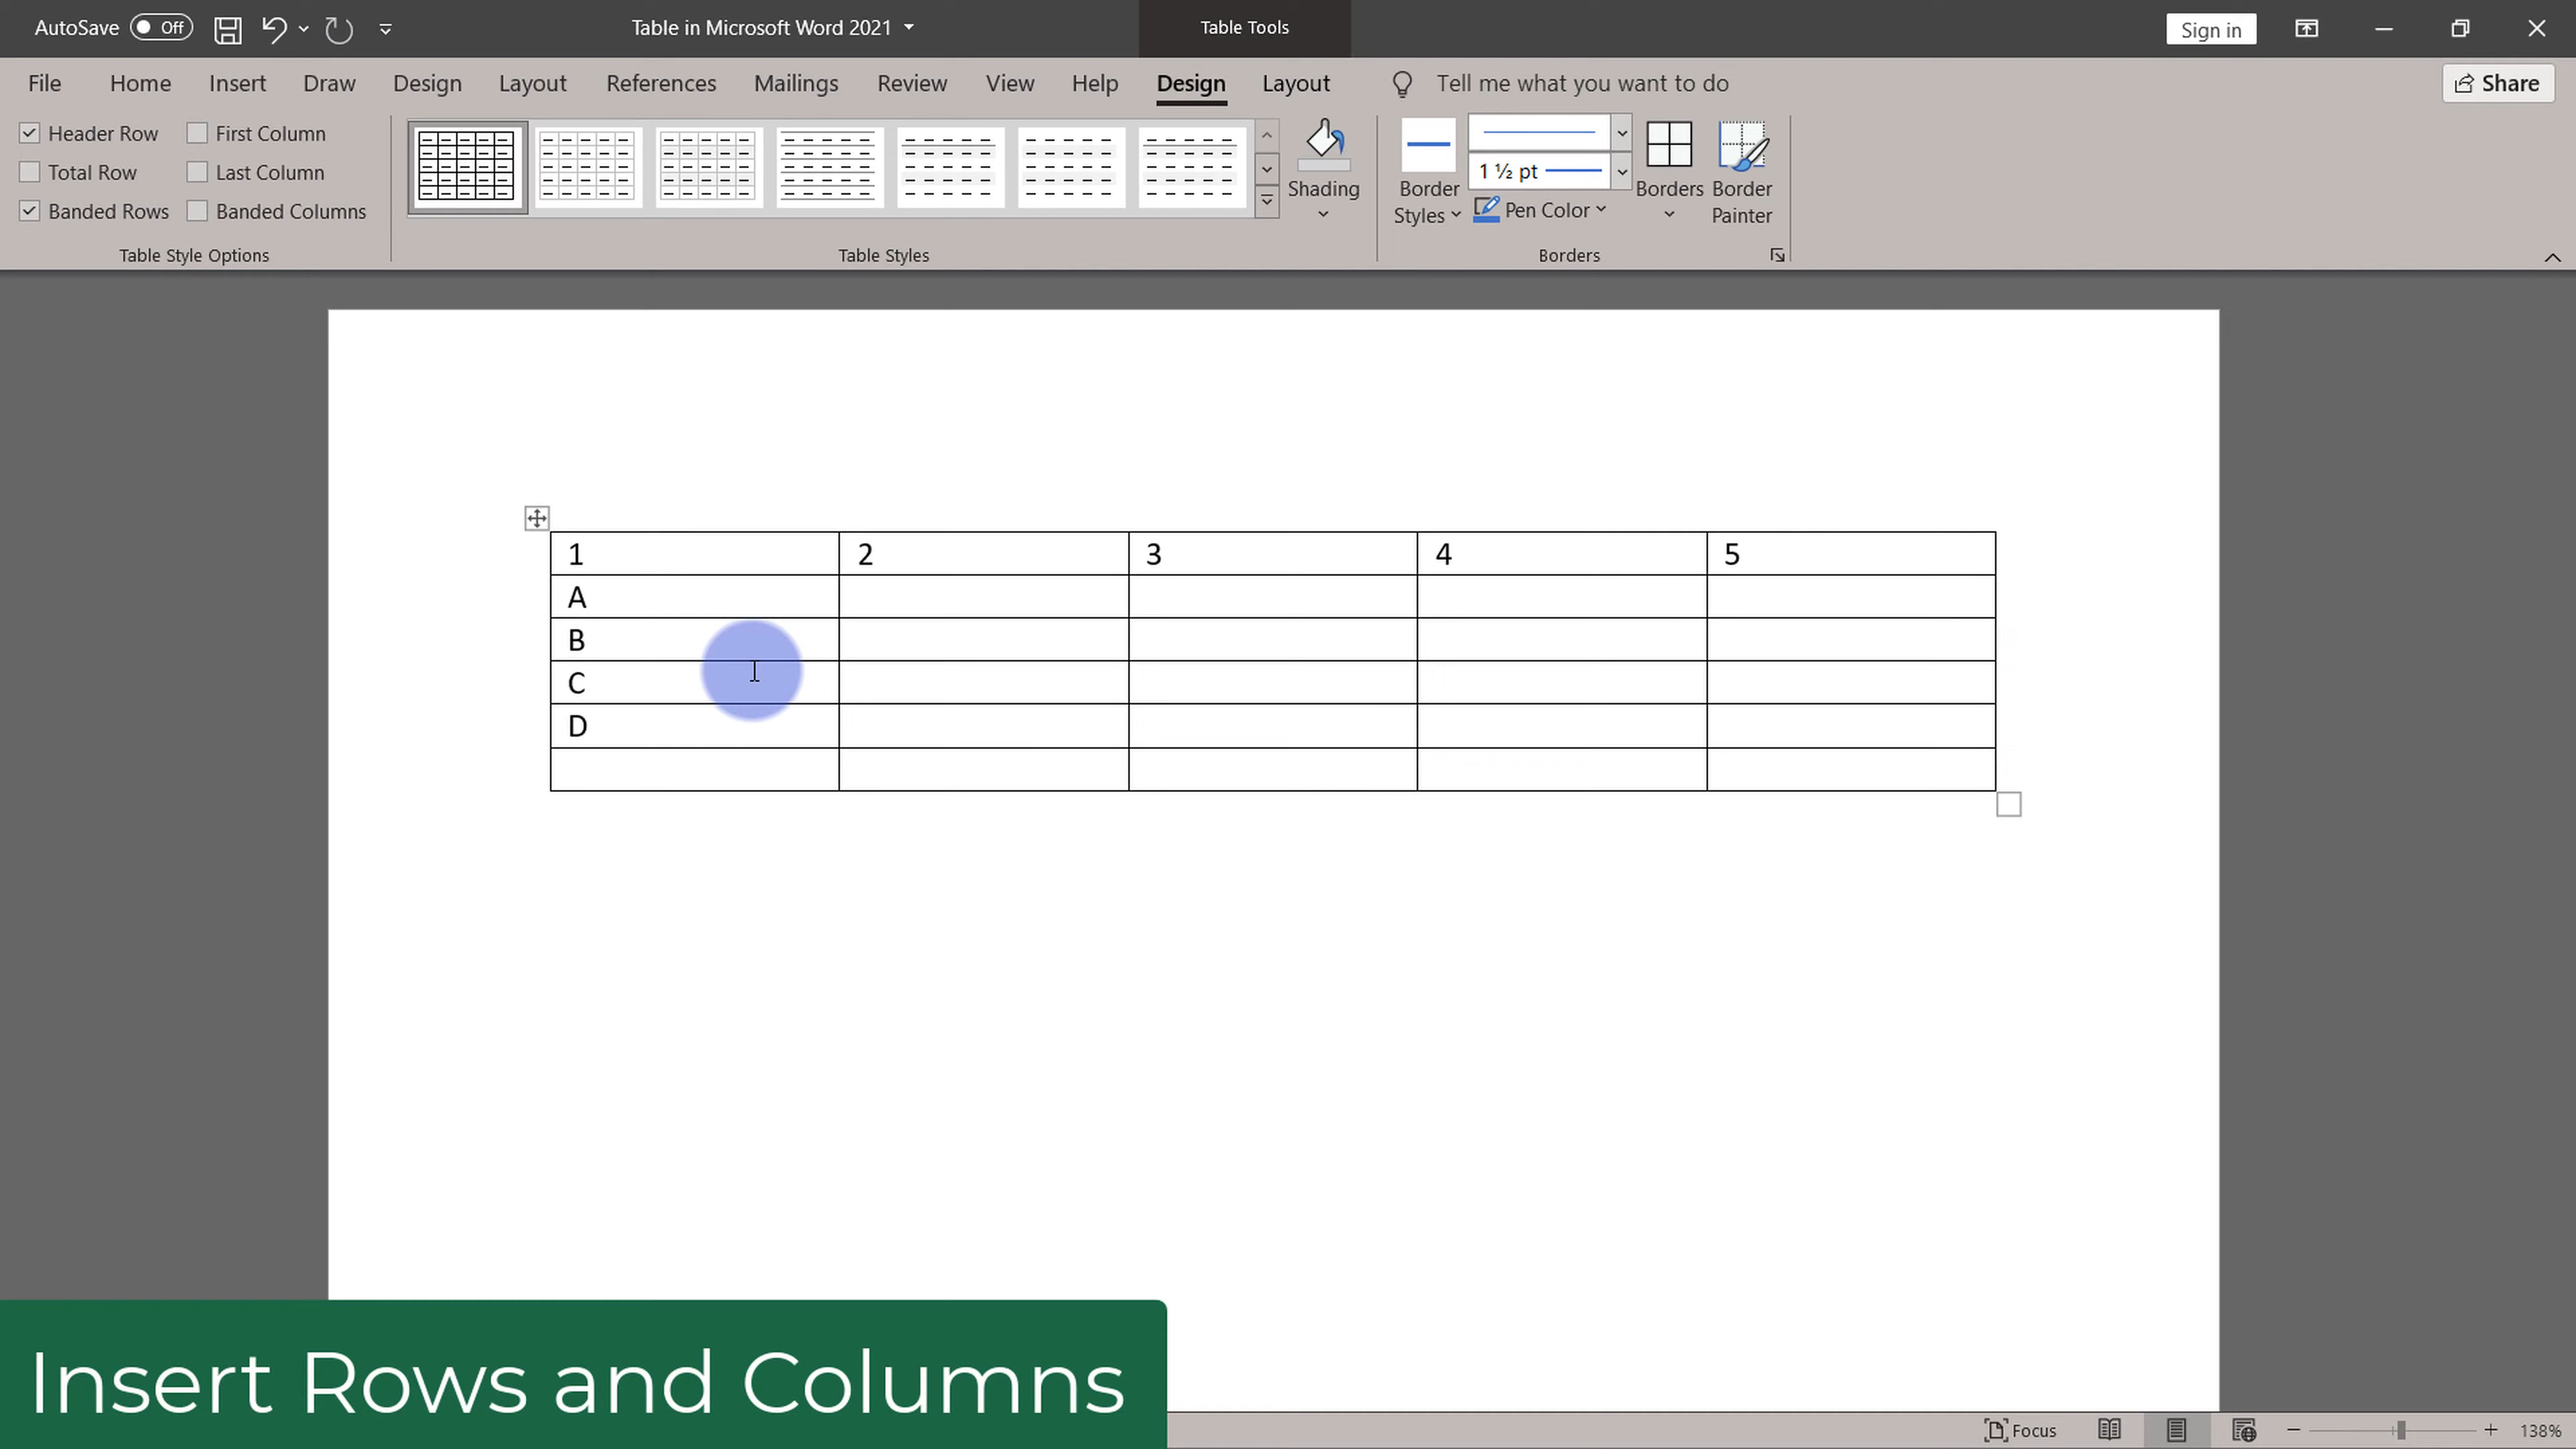 AutoSave Off
Table in Microsoft Word 2021
Table Tools
Sign in
File Home Insert Draw Design Layout References Mailings Review View Help Design Layout Tell me what you want to do Share
Header Row First Column
Total Row Last Column
Banded Rows Banded Columns
Table Style Options
Table Styles
Shading
Border Styles
1 ½ pt
Pen Color
Borders
Border Painter
Borders
1 2 3 4 5
A
B
C
D
Insert Rows and Columns
Focus
138%